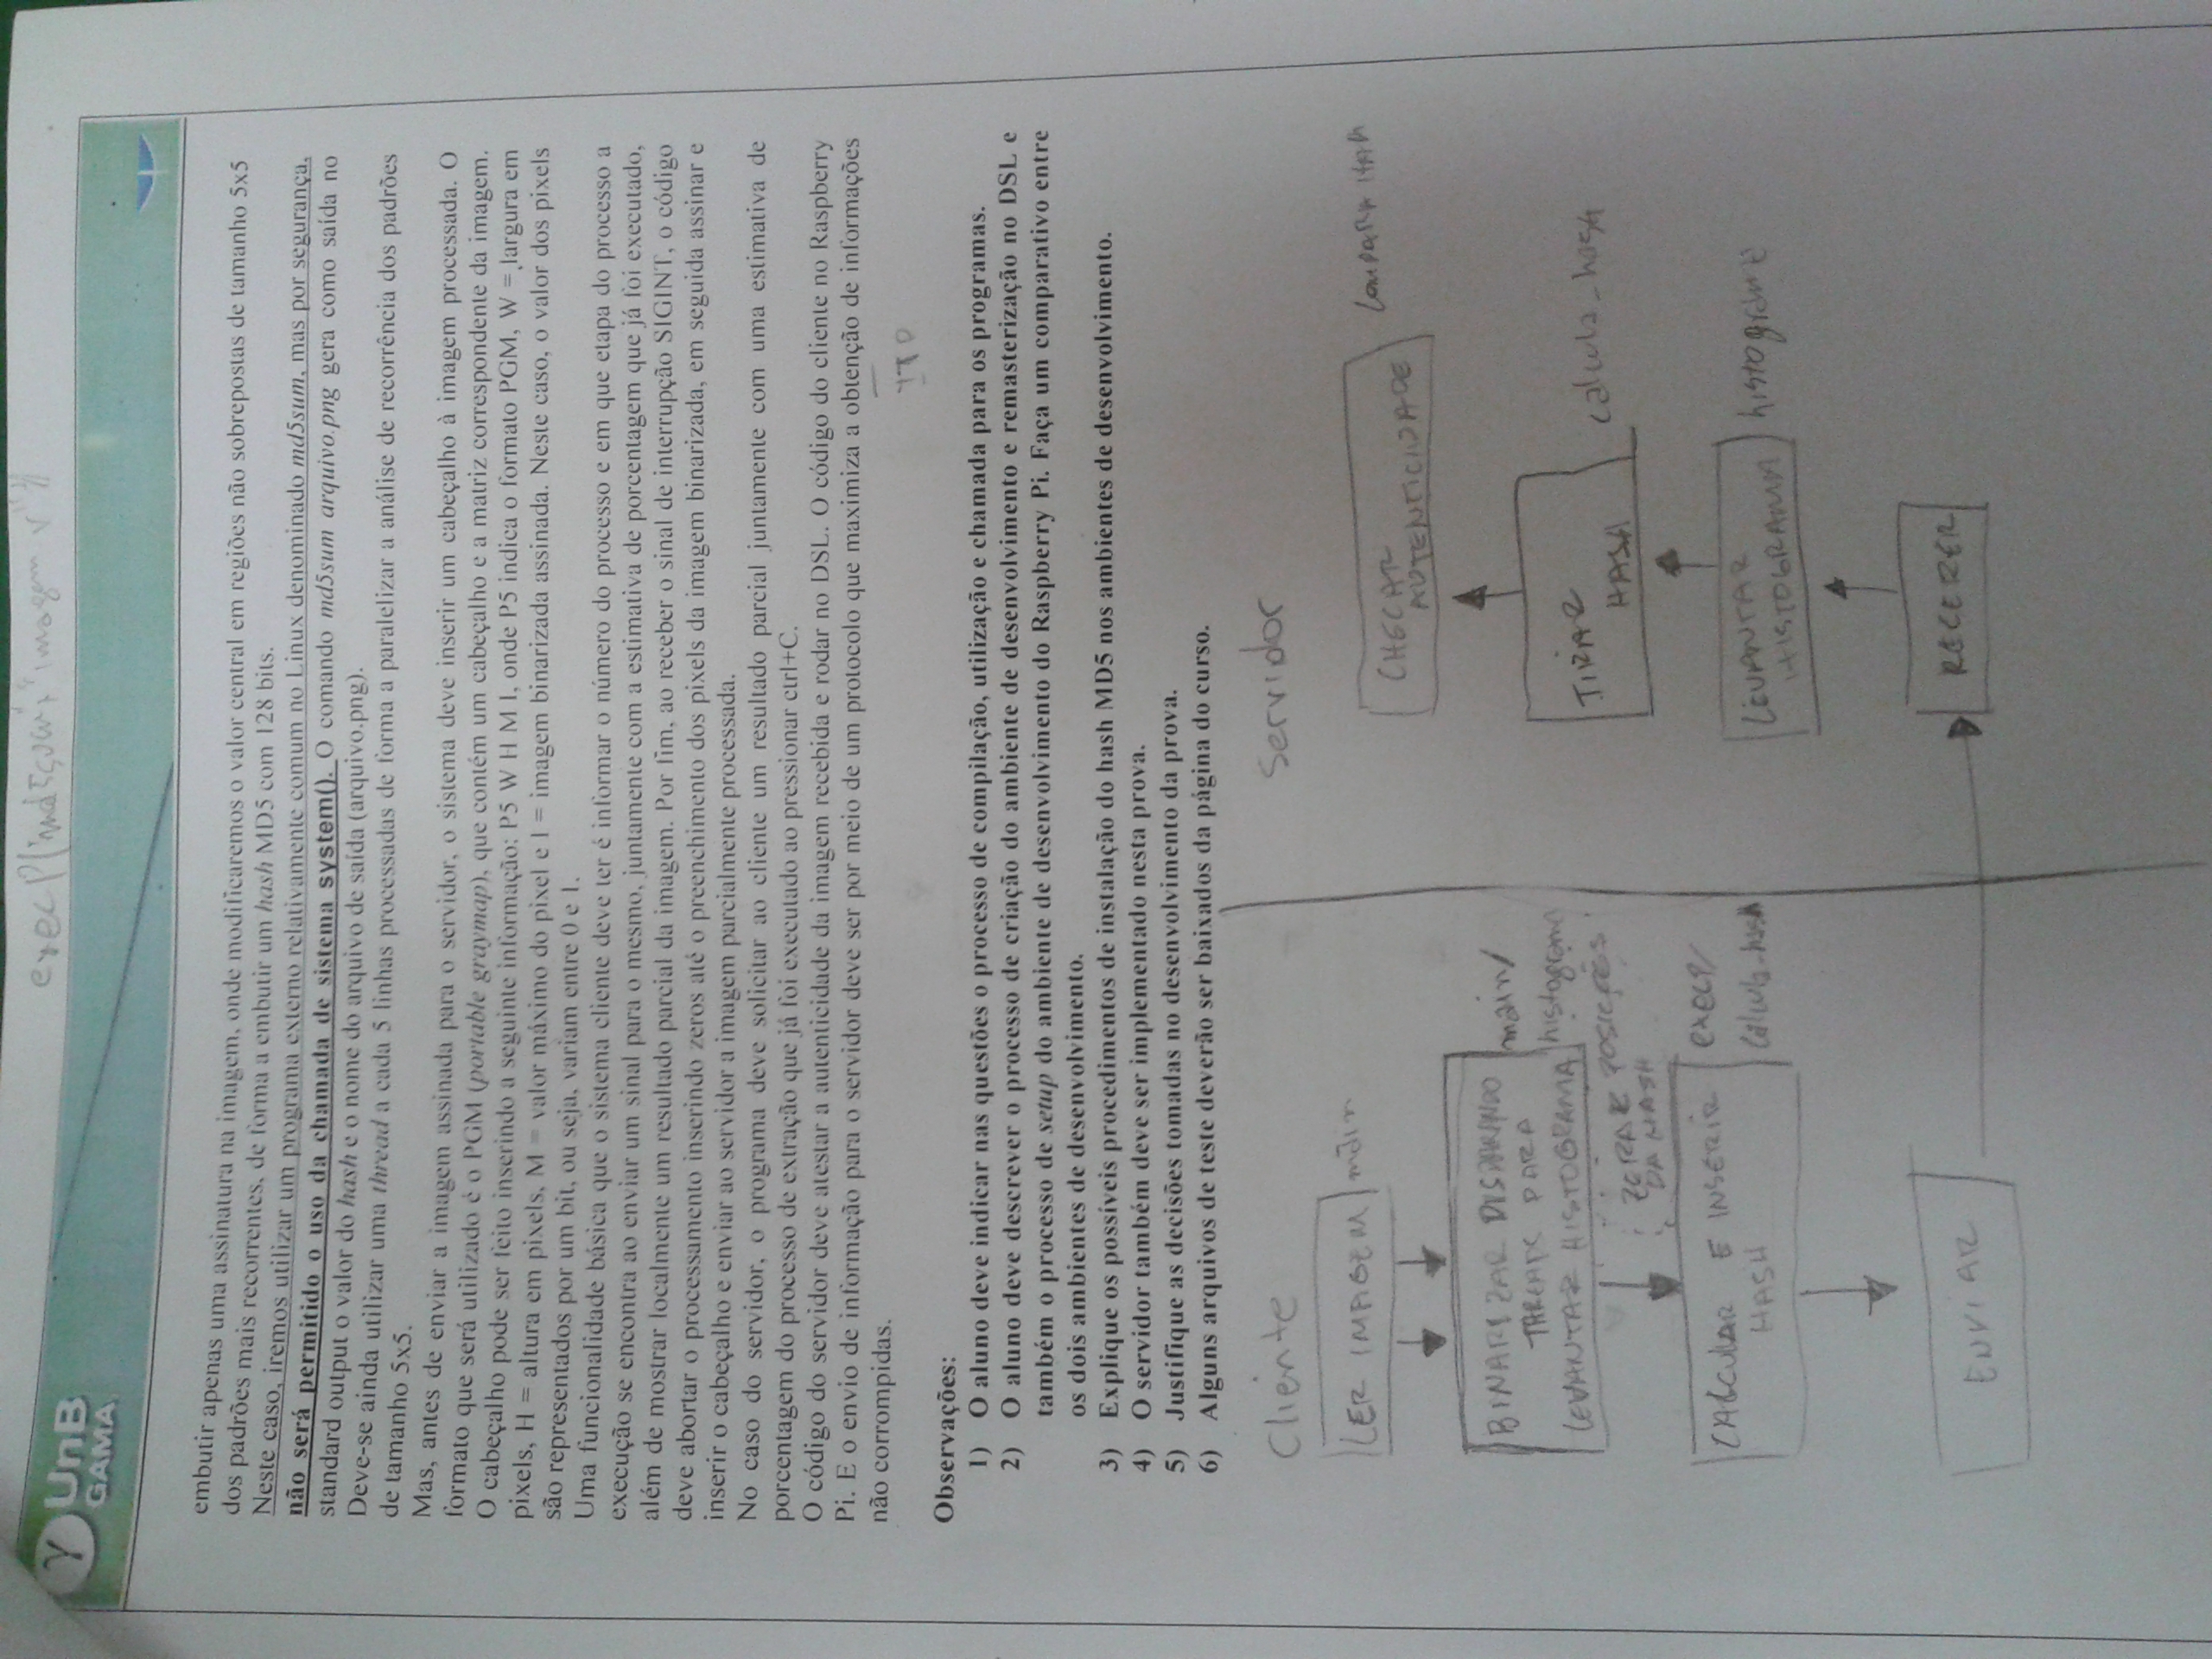 UnB
GAMA
embutir apenas uma assinatura na imagem, onde modificaremos o valor central em regiões não sobrepostas de tamanho 5x5
dos padrões mais recorrentes, de forma a embutir um hash MD5 com 128 bits.
Neste caso, iremos utilizar um programa externo relativamente comum no Linux denominado md5sum, mas por segurança,
não será permitido o uso da chamada de sistema system(). O comando md5sum arquivo.png gera como saída no
standard output o valor do hash e o nome do arquivo de saída (arquivo.png).
Deve-se ainda utilizar uma thread a cada 5 linhas processadas de forma a paralelizar a análise de recorrência dos padrões
de tamanho 5x5.
Mas, antes de enviar a imagem assinada para o servidor, o sistema deve inserir um cabeçalho à imagem processada. O
formato que será utilizado é o PGM (portable graymap), que contém um cabeçalho e a matriz correspondente da imagem.
O cabeçalho pode ser feito inserindo a seguinte informação: P5 W H M I, onde P5 indica o formato PGM, W = largura em
pixels, H = altura em pixels, M = valor máximo do pixel e I = imagem binarizada assinada. Neste caso, o valor dos pixels
são representados por um bit, ou seja, variam entre 0 e 1.
Uma funcionalidade básica que o sistema cliente deve ter é informar o número do processo e em que etapa do processo a
execução se encontra ao enviar um sinal para o mesmo, juntamente com a estimativa de porcentagem que já foi executado,
além de mostrar localmente um resultado parcial da imagem. Por fim, ao receber o sinal de interrupção SIGINT, o código
deve abortar o processamento inserindo zeros até o preenchimento dos pixels da imagem binarizada, em seguida assinar e
inserir o cabeçalho e enviar ao servidor a imagem parcialmente processada.
No caso do servidor, o programa deve solicitar ao cliente um resultado parcial juntamente com uma estimativa de
porcentagem do processo de extração que já foi executado ao pressionar ctrl+C.
O código do servidor deve atestar a autenticidade da imagem recebida e rodar no DSL. O código do cliente no Raspberry
Pi. E o envio de informação para o servidor deve ser por meio de um protocolo que maximiza a obtenção de informações
não corrompidas.
Observações:
1) O aluno deve indicar nas questões o processo de compilação, utilização e chamada para os programas.
2) O aluno deve descrever o processo de criação do ambiente de desenvolvimento e remasterização no DSL e
também o processo de setup do ambiente de desenvolvimento do Raspberry Pi. Faça um comparativo entre
os dois ambientes de desenvolvimento.
3) Explique os possíveis procedimentos de instalação do hash MD5 nos ambientes de desenvolvimento.
4) O servidor também deve ser implementado nesta prova.
5) Justifique as decisões tomadas no desenvolvimento da prova.
6) Alguns arquivos de teste deverão ser baixados da página do curso.
Cliente
LER IMAGEM main
BINARIZAR DISPARANDO main/
THREADS PARA
LEVANTAR HISTOGRAMA histogram
ZERAR POSIÇÕES
DA HASH
CALCULAR E INSERIR execp/
HASH calcula_hash
ENVIAR
Servidor
CHECAR
AUTENTICIDADE
TIRAR
HASH calcula_hash
LEVANTAR
HISTOGRAMA histograma
RECEBER